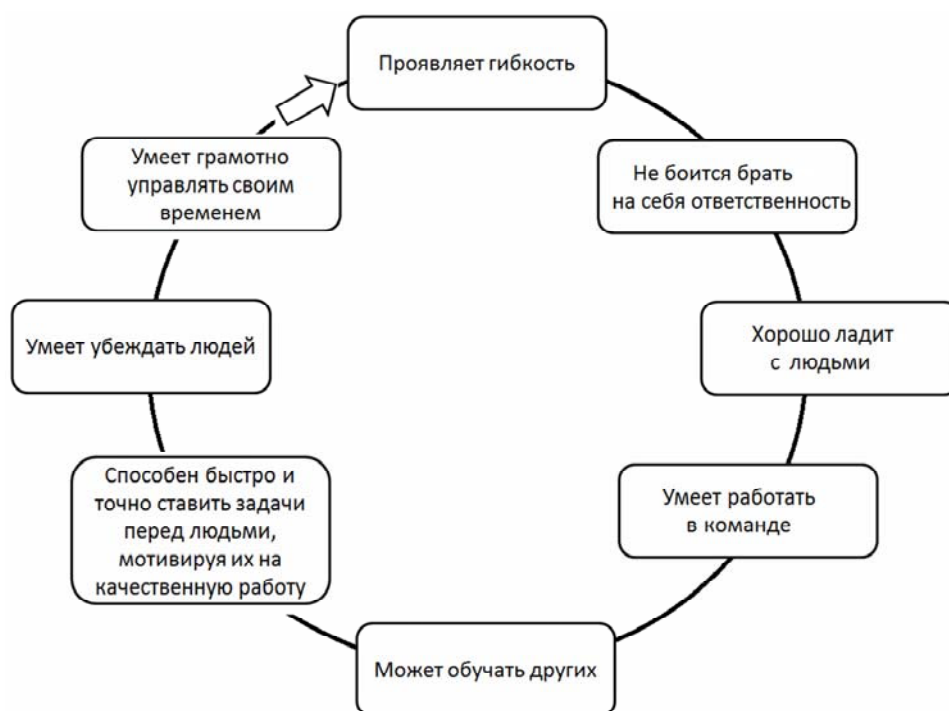 Проявляет гибкость
Не боится брать
на себя ответственность
Хорошо ладит
с людьми
Умеет работать
в команде
Может обучать других
Способен быстро и
точно ставить задачи
перед людьми,
мотивируя их на
качественную работу
Умеет убеждать людей
Умеет грамотно
управлять своим
временем